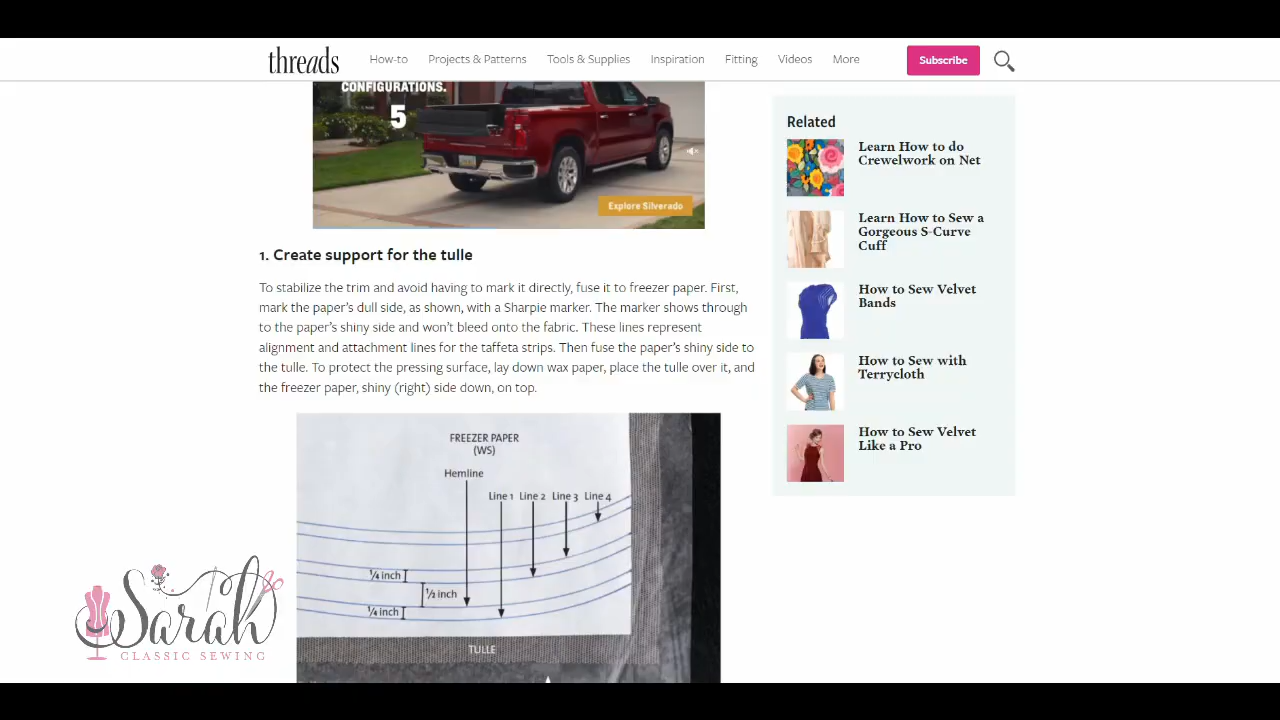 threads
How-to
Projects & Patterns
Tools & Supplies
Inspiration
Fitting
Videos
More
Subscribe
CONFIGURATIONS.
5
Explore Silverado
1. Create support for the tulle
To stabilize the trim and avoid having to mark it directly, fuse it to freezer paper. First,
mark the paper's dull side, as shown, with a Sharpie marker. The marker shows through
to the paper's shiny side and won't bleed onto the fabric. These lines represent
alignment and attachment lines for the taffeta strips. Then fuse the paper's shiny side to
the tulle. To protect the pressing surface, lay down wax paper, place the tulle over it, and
the freezer paper, shiny (right) side down, on top.
FREEZER PAPER
(WS)
Hemline
Line 1
Line 2
Line 3
Line 4
¼ inch
½ inch
¼ inch
TULLE
Related
Learn How to do
Crewelwork on Net
Learn How to Sew a
Gorgeous S-Curve
Cuff
How to Sew Velvet
Bands
How to Sew with
Terrycloth
How to Sew Velvet
Like a Pro
Sarah
CLASSIC SEWING